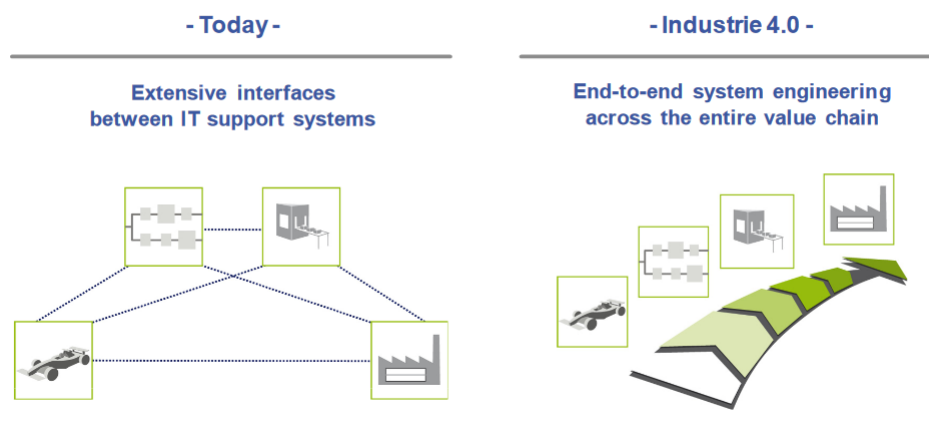 - Today -
Extensive interfaces
between IT support systems
- Industrie 4.0 -
End-to-end system engineering
across the entire value chain